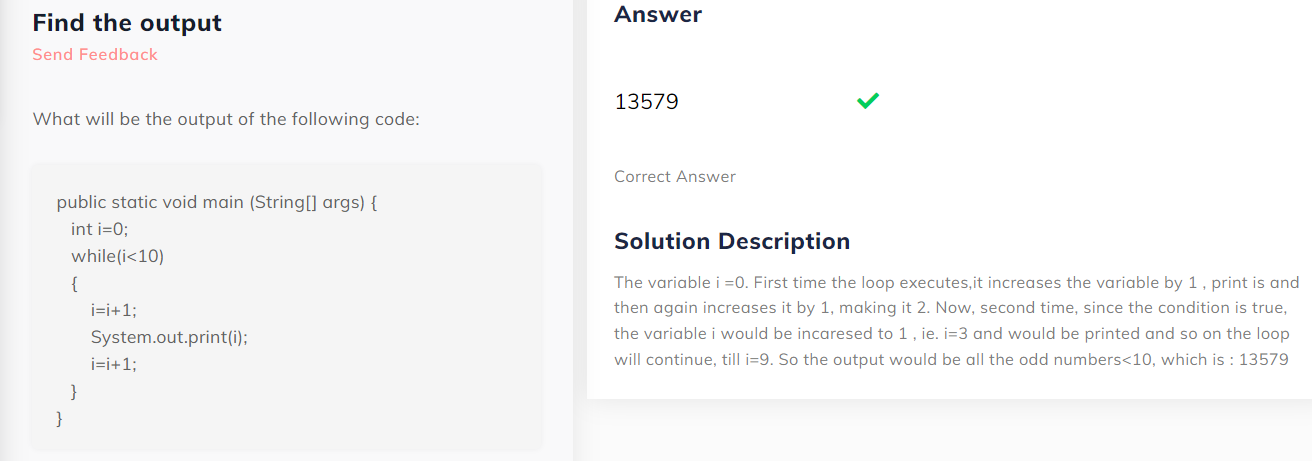 Find the output
Send Feedback
What will be the output of the following code:
public static void main (String[] args) {
int i=0;
while(i<10)
{
i=i+1;
System.out.print(i);
i=i+1;
}
}
Answer
13579
Correct Answer
Solution Description
The variable i =0. First time the loop executes,it increases the variable by 1 , print is and
then again increases it by 1, making it 2. Now, second time, since the condition is true,
the variable i would be incaresed to 1 , ie. i=3 and would be printed and so on the loop
will continue, till i=9. So the output would be all the odd numbers<10, which is : 13579